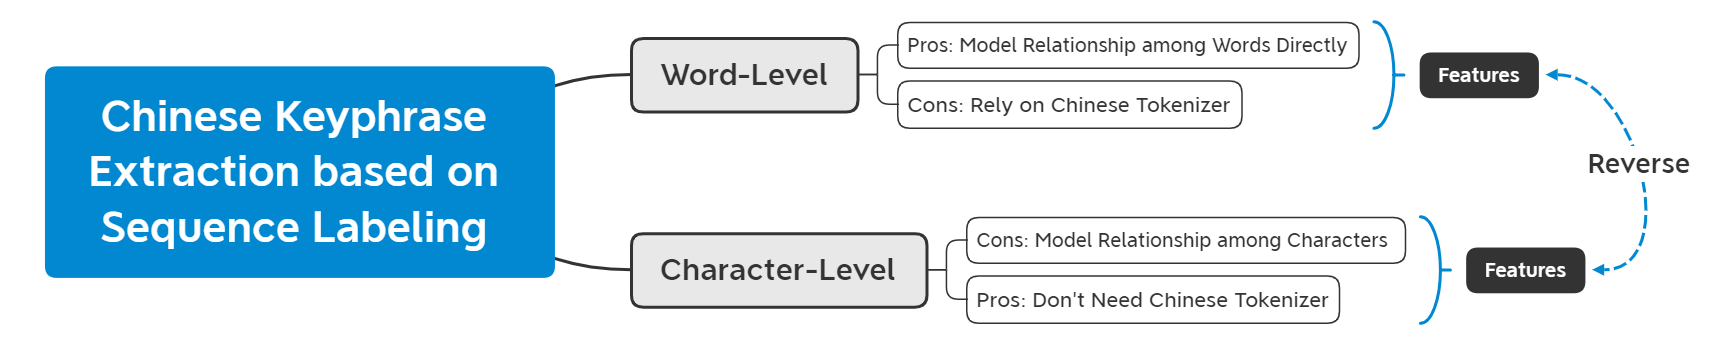 Chinese Keyphrase
Extraction based on
Sequence Labeling
Word-Level
Pros: Model Relationship among Words Directly
Cons: Rely on Chinese Tokenizer
Features
Reverse
Character-Level
Cons: Model Relationship among Characters
Pros: Don't Need Chinese Tokenizer
Features